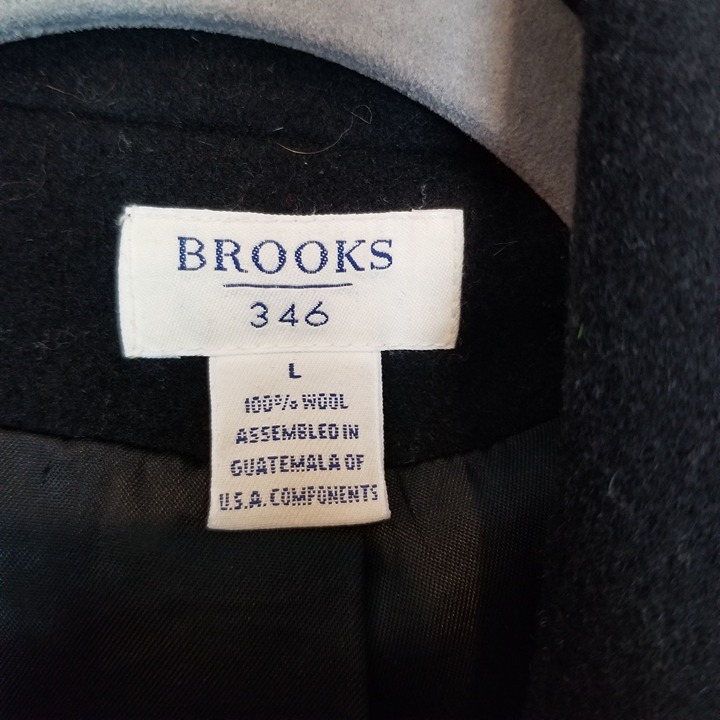 BROOKS
346
L
100% WOOL
ASSEMBLED IN
GUATEMALA OF
U.S.A. COMPONENTS